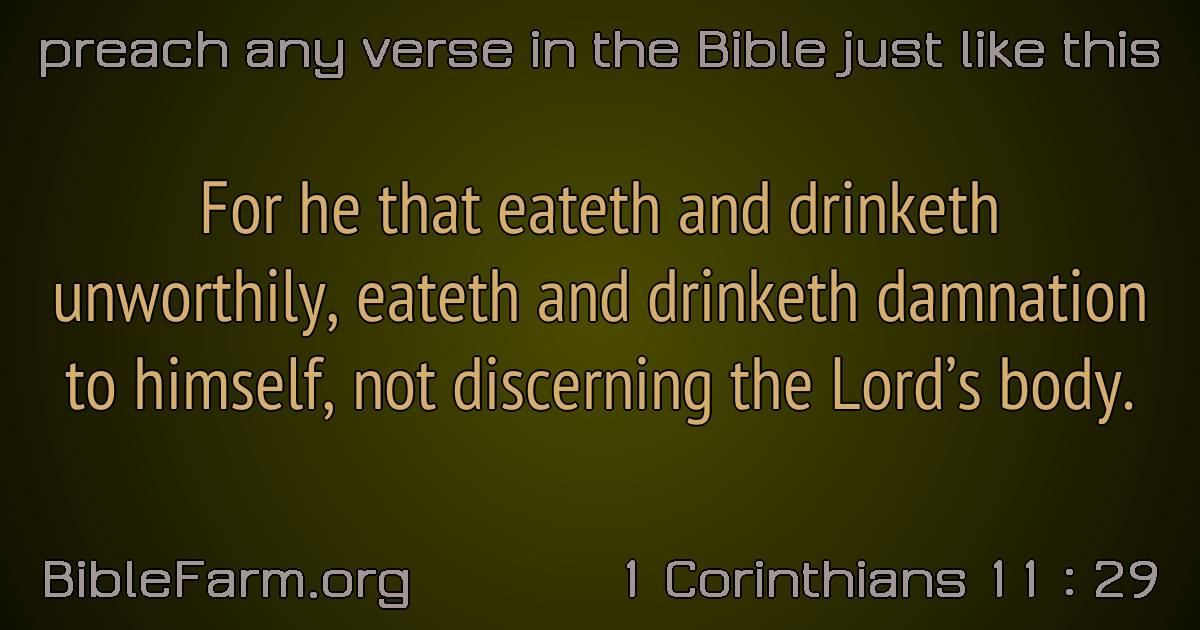 preach any verse in the Bible just like this
For he that eateth and drinketh
unworthily, eateth and drinketh damnation
to himself, not discerning the Lord’s body.
BibleFarm.org
1 Corinthians 11 : 29